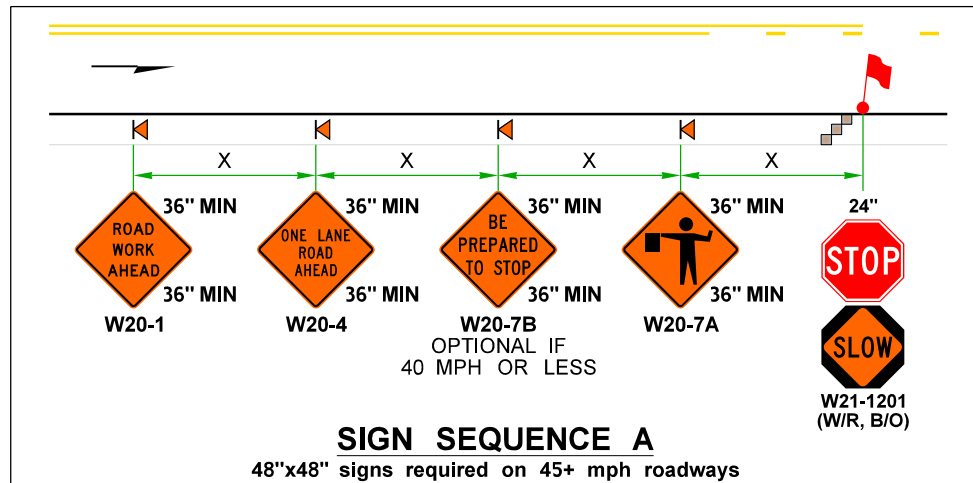 X X X X
36" MIN 36" MIN 36" MIN 36" MIN 24"
ROAD
WORK
AHEAD
ONE LANE
ROAD
AHEAD
BE
PREPARED
TO STOP
STOP
36" MIN 36" MIN 36" MIN 36" MIN
W20-1 W20-4 W20-7B W20-7A
OPTIONAL IF
40 MPH OR LESS
SLOW
W21-1201
(W/R, B/O)
SIGN SEQUENCE A
48"x48" signs required on 45+ mph roadways